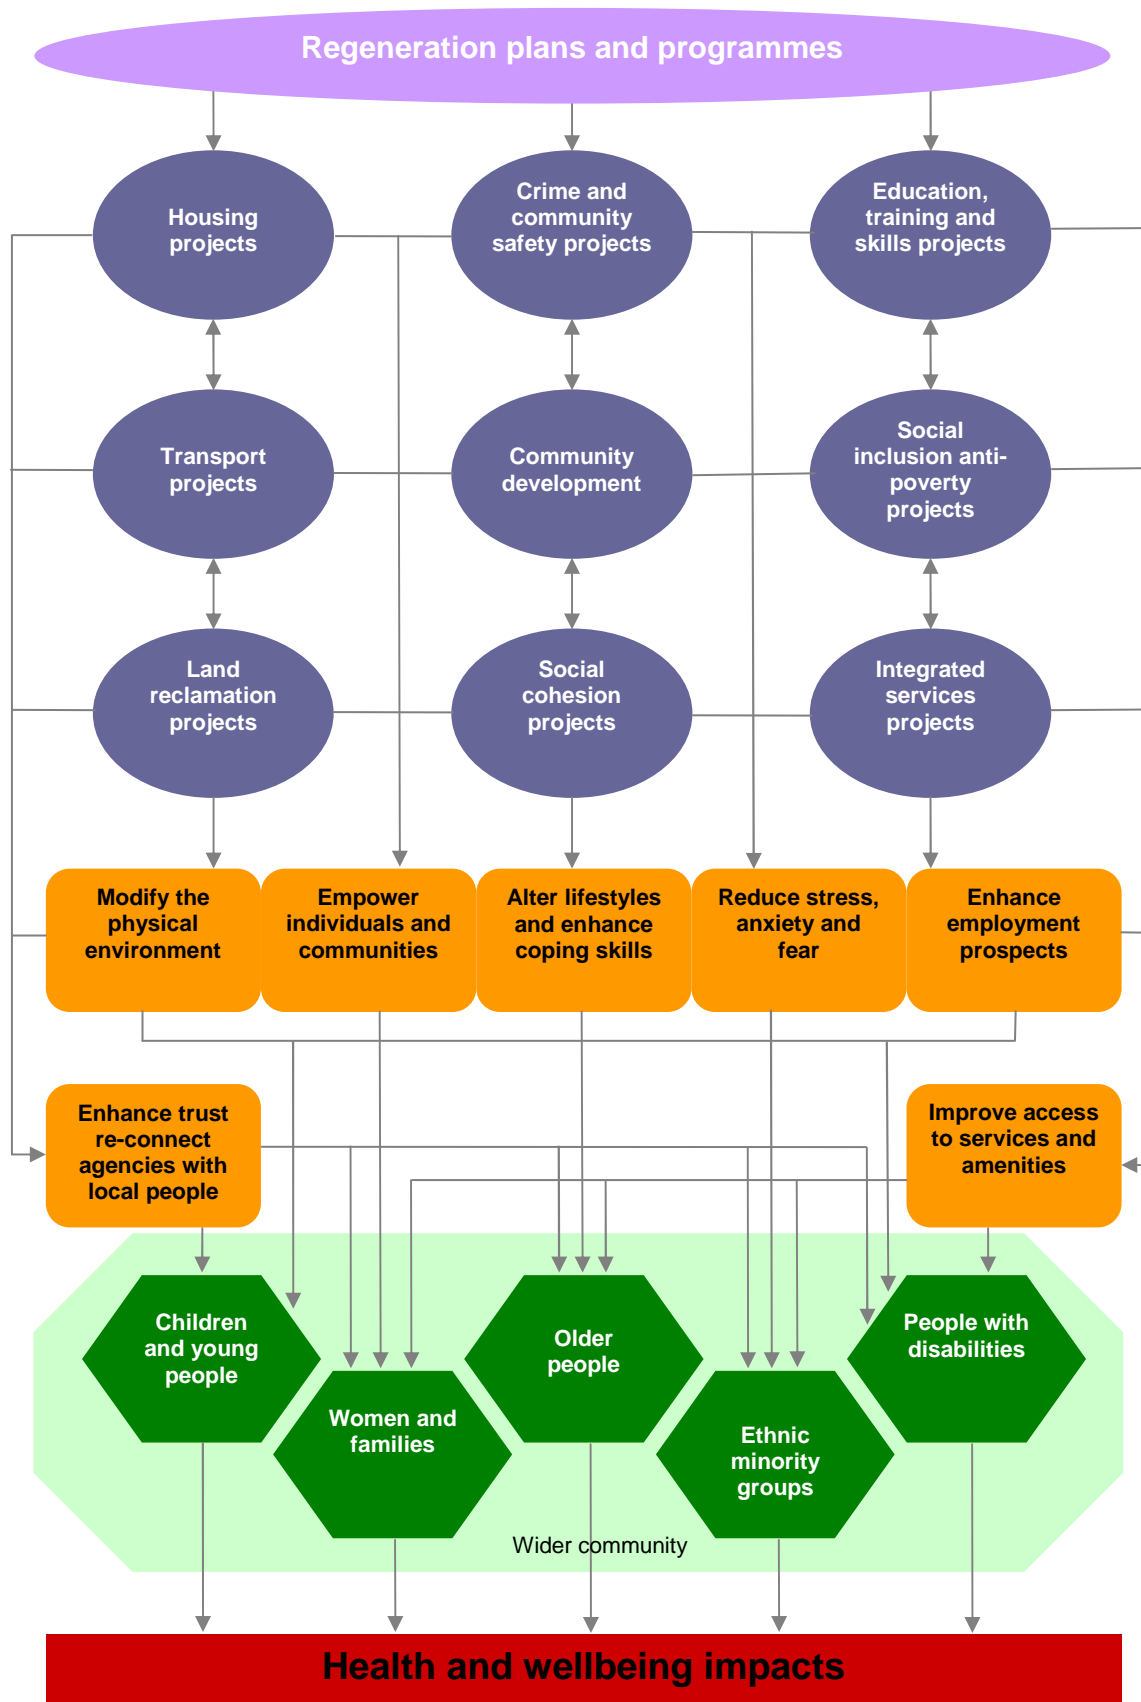 Regeneration plans and programmes
Housing
projects
Crime and
community
safety projects
Education,
training and
skills projects
Transport
projects
Community
development
Social
inclusion anti-
poverty
projects
Land
reclamation
projects
Social
cohesion
projects
Integrated
services
projects
Modify the
physical
environment
Empower
individuals and
communities
Alter lifestyles
and enhance
coping skills
Reduce stress,
anxiety and
fear
Enhance
employment
prospects
Enhance trust
re-connect
agencies with
local people
Improve access
to services and
amenities
Children
and young
people
Women and
families
Older
people
Ethnic
minority
groups
People with
disabilities
Wider community
Health and wellbeing impacts